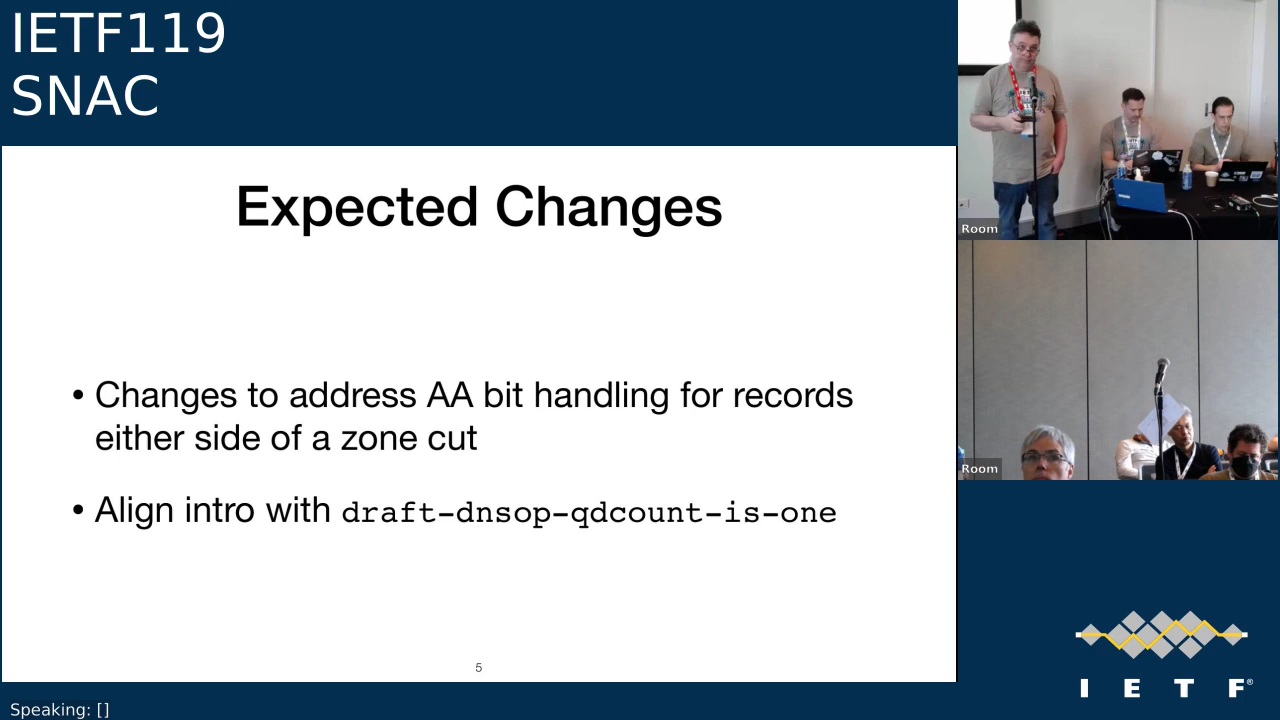 IETF119
SNAC
Expected Changes
• Changes to address AA bit handling for records
either side of a zone cut
• Align intro with draft-dnsop-qdcount-is-one
5
Room
Room
I E T F®
Speaking: []